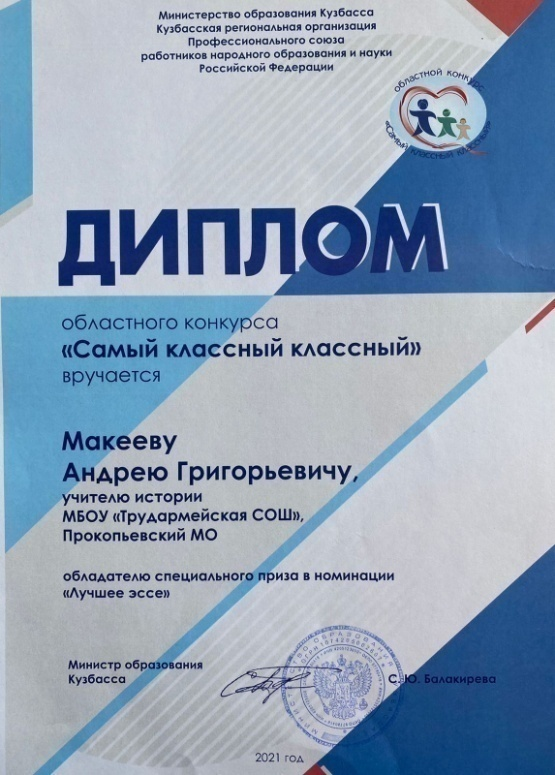 Министерство образования Кузбасса
Кузбасская региональная организация
Профессионального союза
работников народного образования и науки
Российской Федерации
областной конкурс
«Самый классный классный»
ДИПЛОМ
областного конкурса
«Самый классный классный»
вручается
Макееву
Андрею Григорьевичу,
учителю истории
МБОУ «Трудармейская СОШ»,
Прокопьевский МО
обладателю специального приза в номинации
«Лучшее эссе»
Министр образования
Кузбасса
С.Ю. Балакирева
МИНИСТЕРСТВО ОБРАЗОВАНИЯ
2021 год